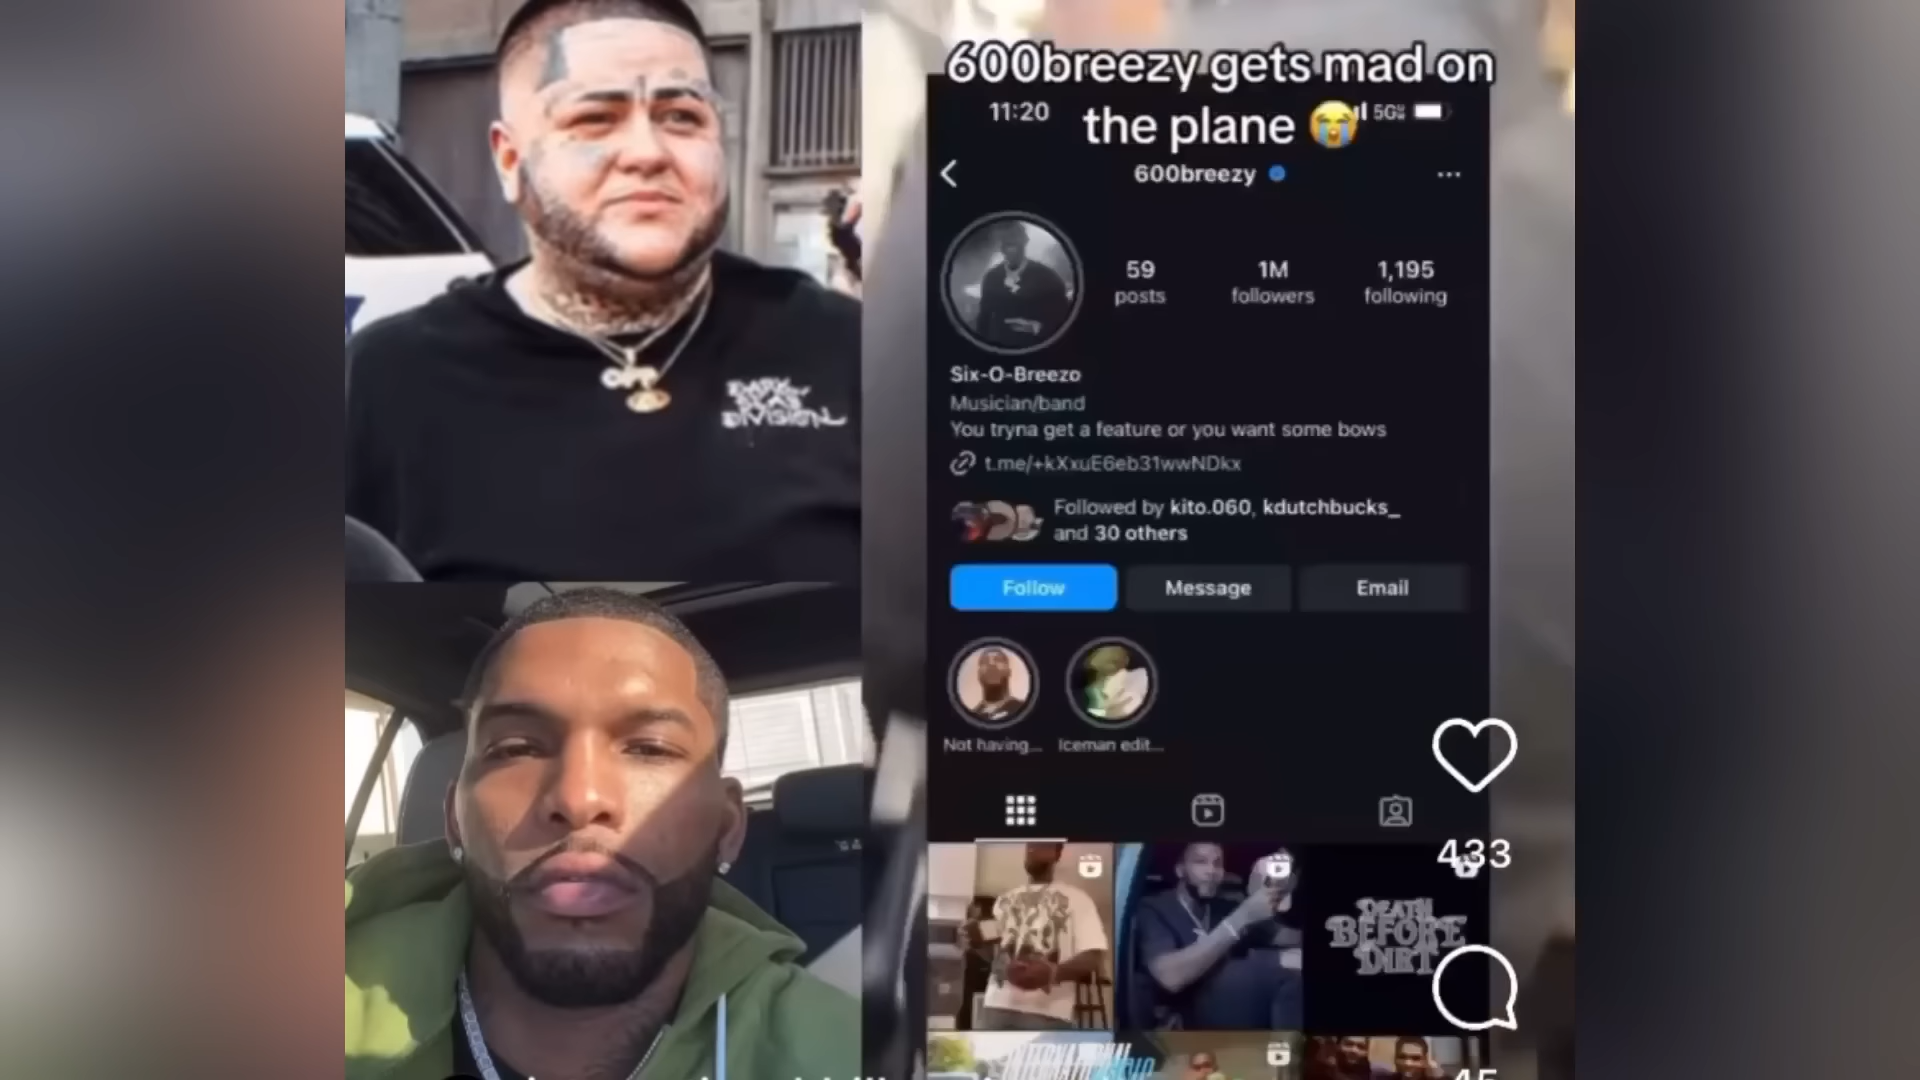 600breezy gets mad on
the plane 😭
11:20
5G
600breezy
59
posts
1M
followers
1,195
following
Six-O-Breezo
Musician/band
You tryna get a feature or you want some bows
t.me/+kXxuE6eb31wwNDkx
Followed by kito.060, kdutchbucks_
and 30 others
Follow
Message
Email
Not having...
Iceman edit...
433
DEATH
BEFORE
DIRT
DIVISION
45